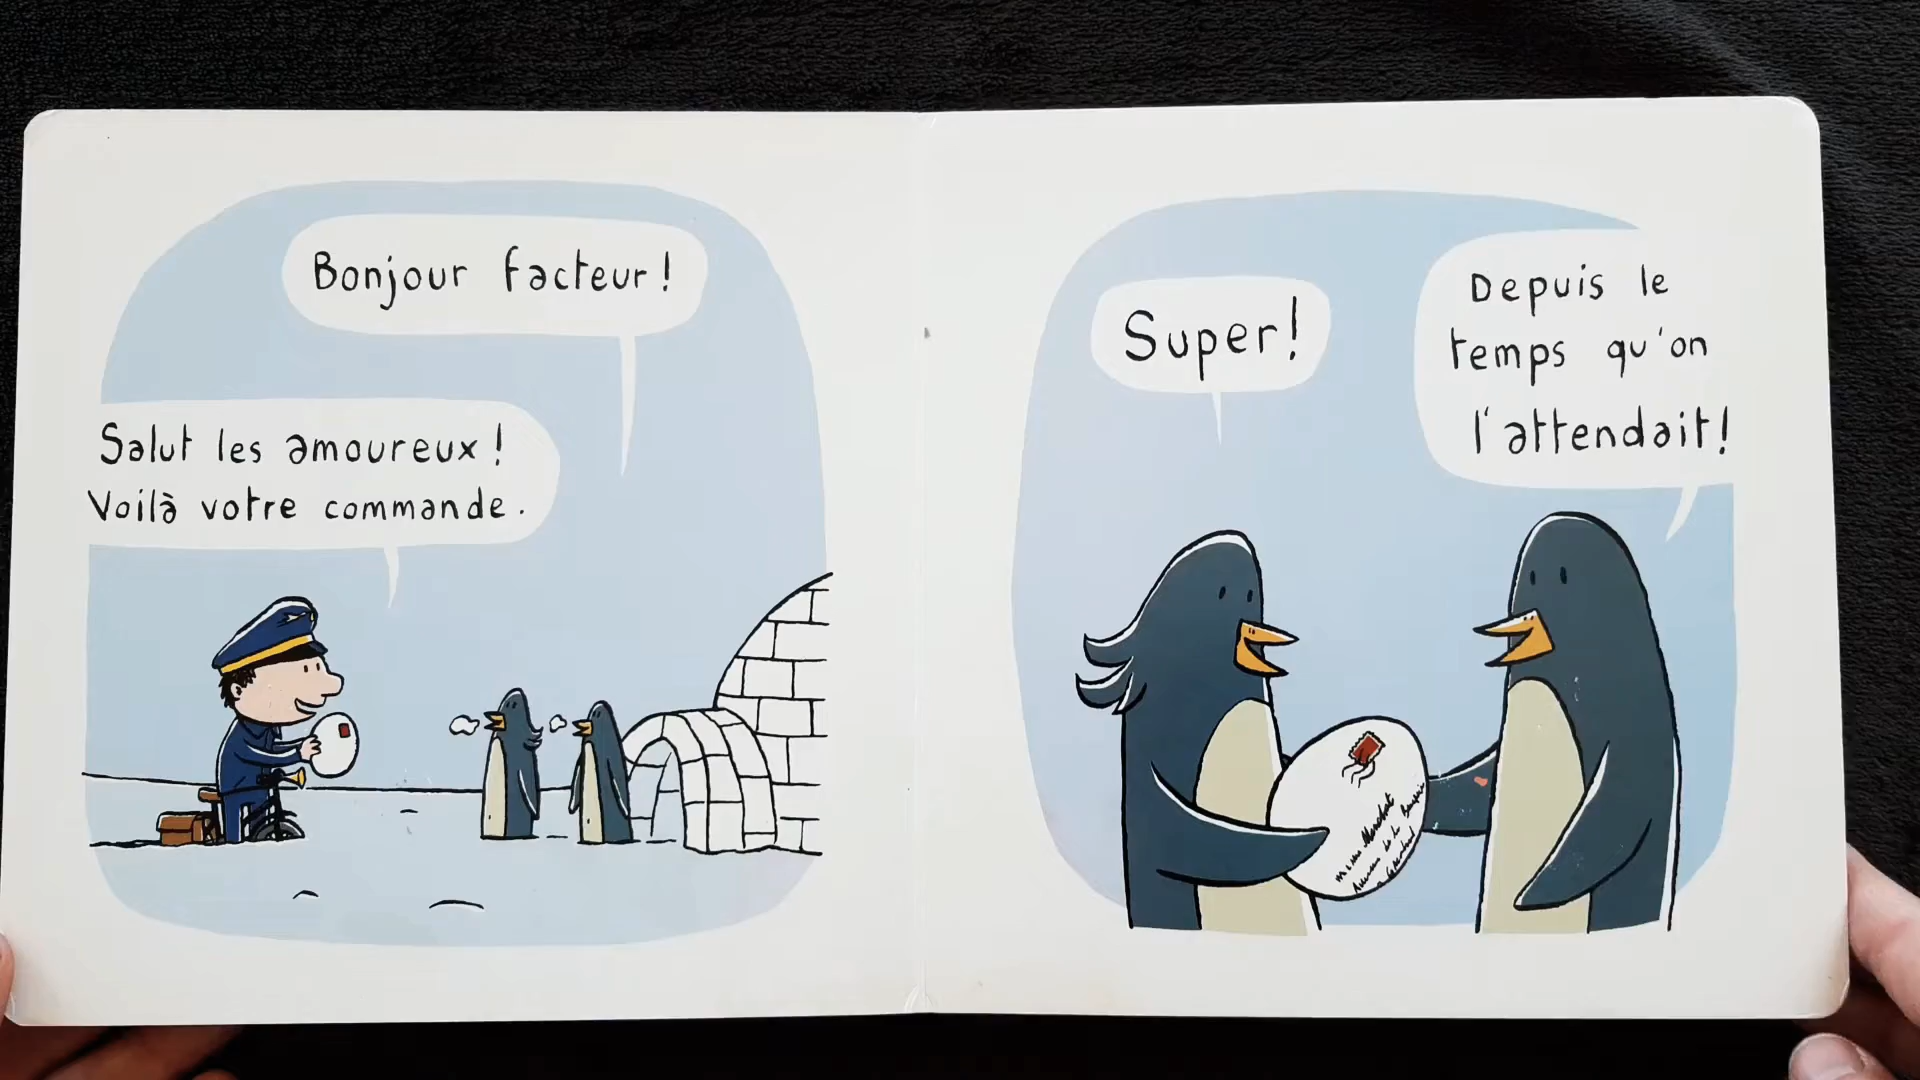 Bonjour facteur !
Salut les amoureux !
Voilà votre commande.
Super !
Depuis le
temps qu'on
l'attendait !